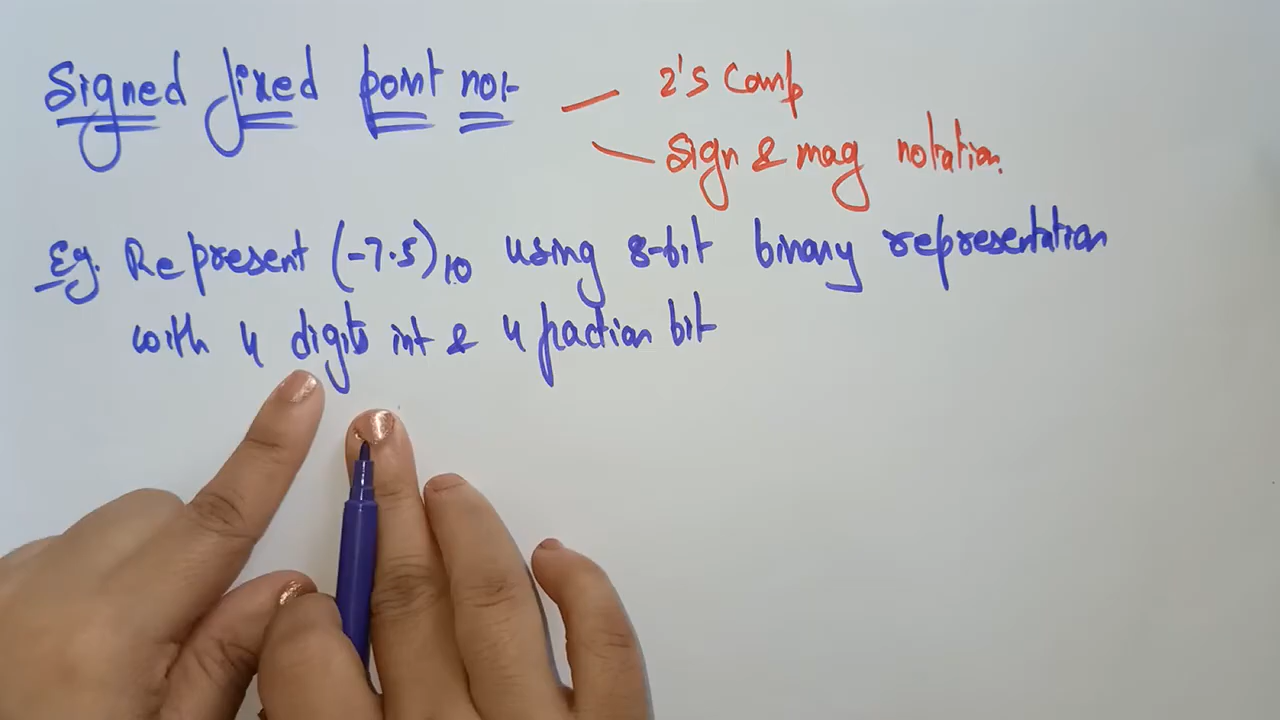 Signed fixed point not-
2's Comp
Sign & mag notation.
Eg. Represent (-7.5)10 using 8-bit binary representation
with 4 digits int & 4 fraction bit